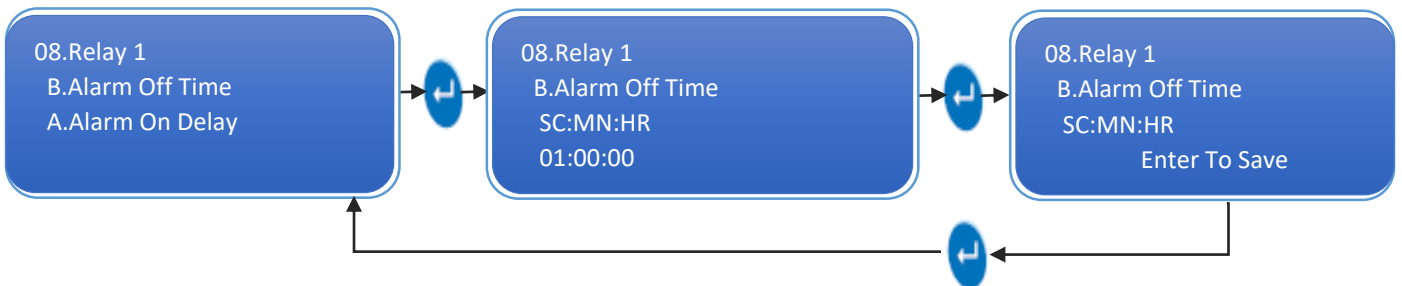 08.Relay 1
B.Alarm Off Time
A.Alarm On Delay
08.Relay 1
B.Alarm Off Time
SC:MN:HR
01:00:00
08.Relay 1
B.Alarm Off Time
SC:MN:HR
Enter To Save